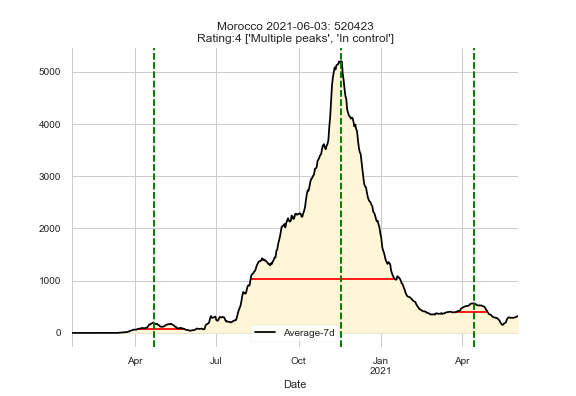 Morocco 2021-06-03: 520423
Rating:4 ['Multiple peaks', 'In control']
5000
4000
3000
2000
1000
0
Average-7d
Apr
Jul
Oct
Jan
2021
Apr
Date